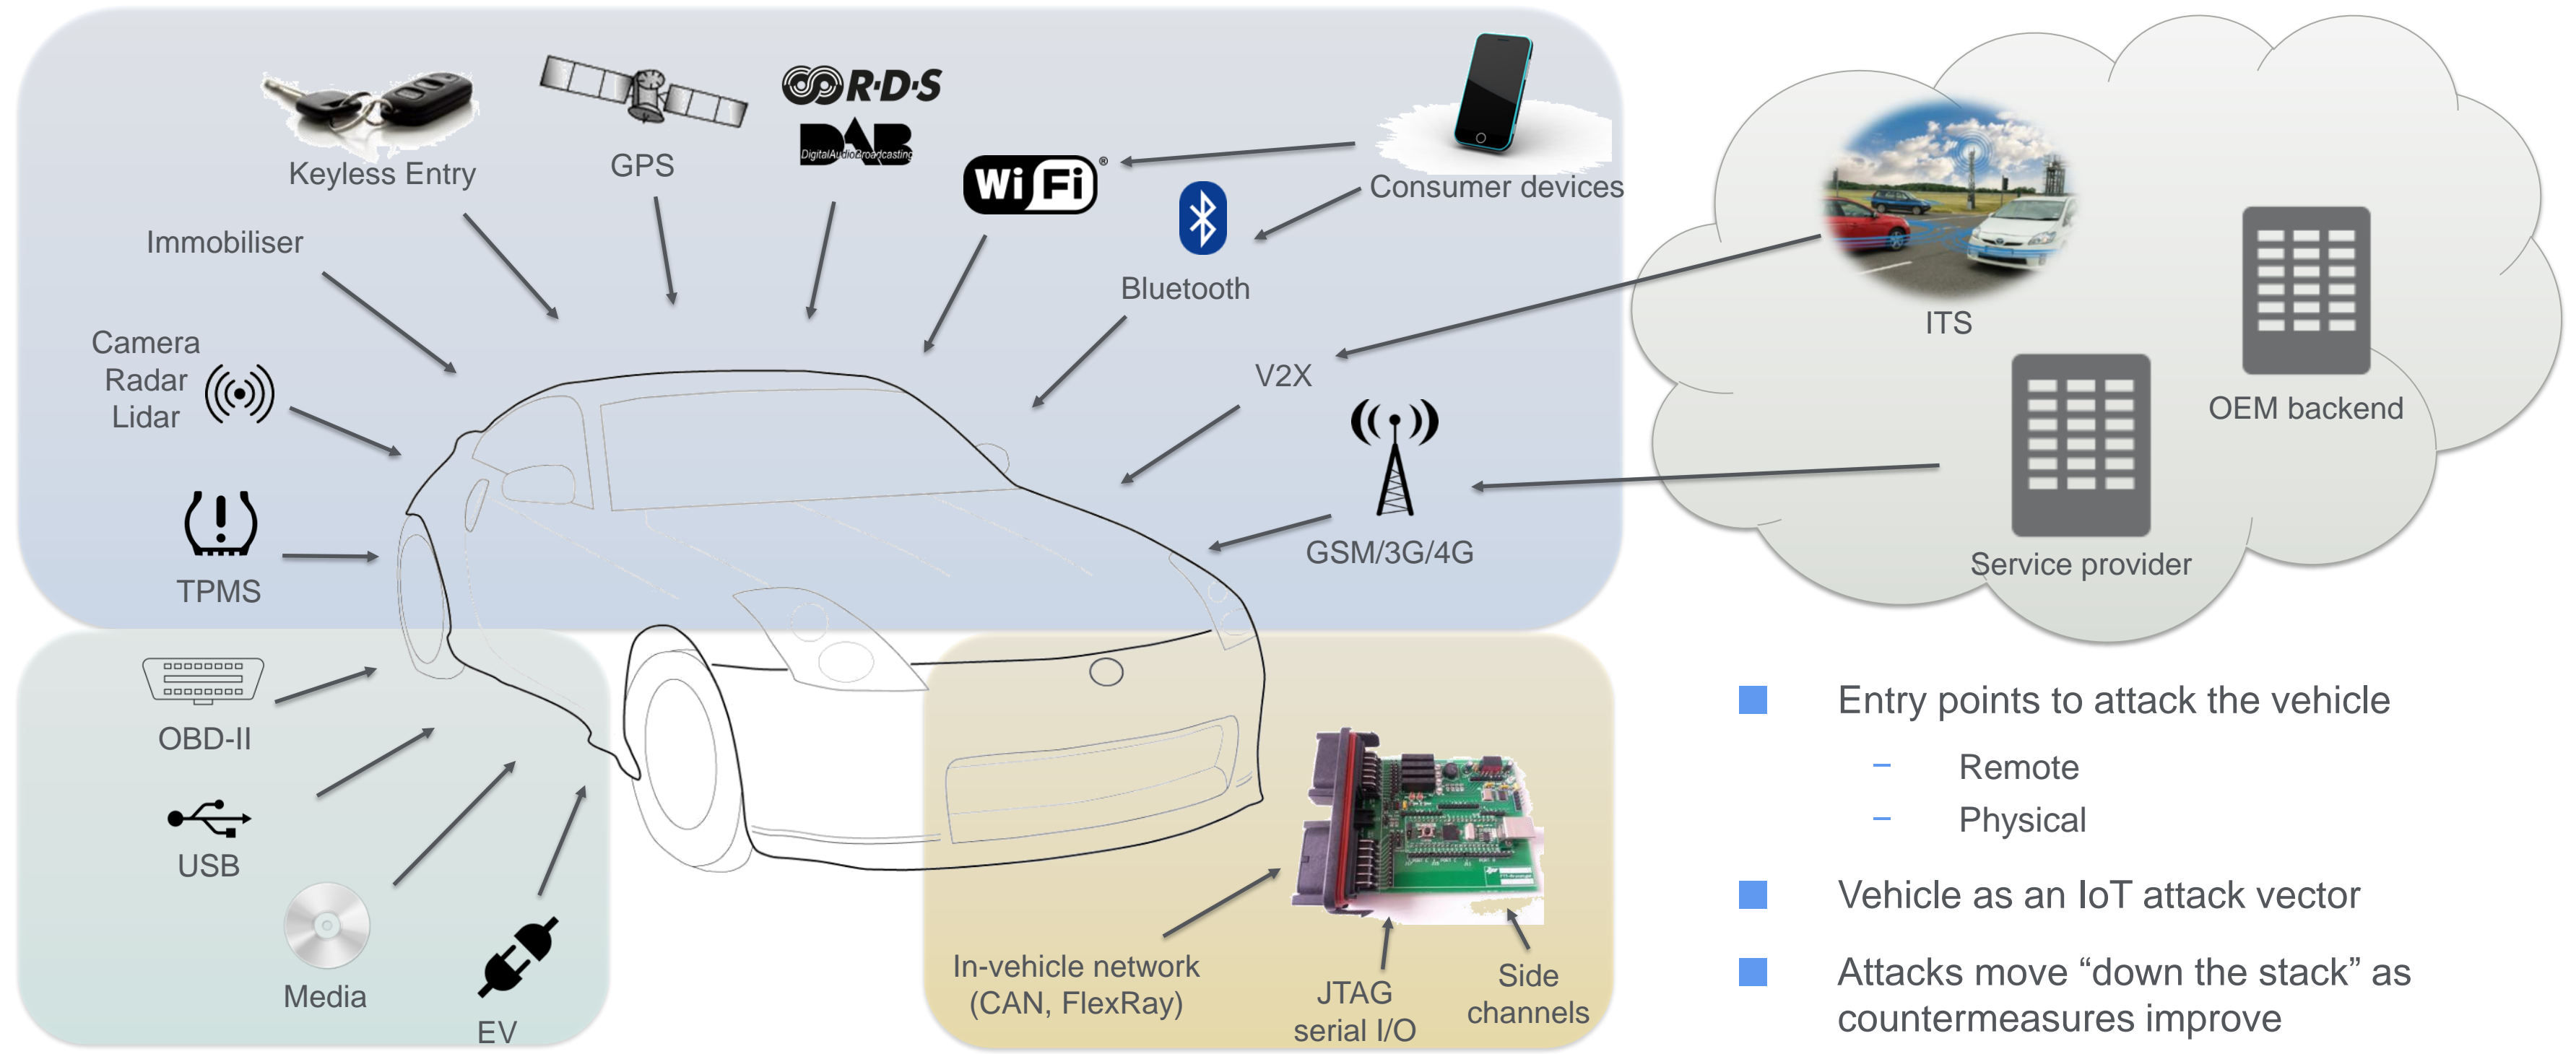 Keyless Entry
GPS
R·D·S
DAB
DigitalAudioBroadcasting
Wi Fi ®
Consumer devices
Immobiliser
Bluetooth
Camera
Radar
Lidar
V2X
GSM/3G/4G
TPMS
ITS
OEM backend
Service provider
OBD-II
USB
Media
EV
In-vehicle network
(CAN, FlexRay)
JTAG
serial I/O
Side
channels
Entry points to attack the vehicle
– Remote
– Physical
Vehicle as an IoT attack vector
Attacks move “down the stack” as
countermeasures improve